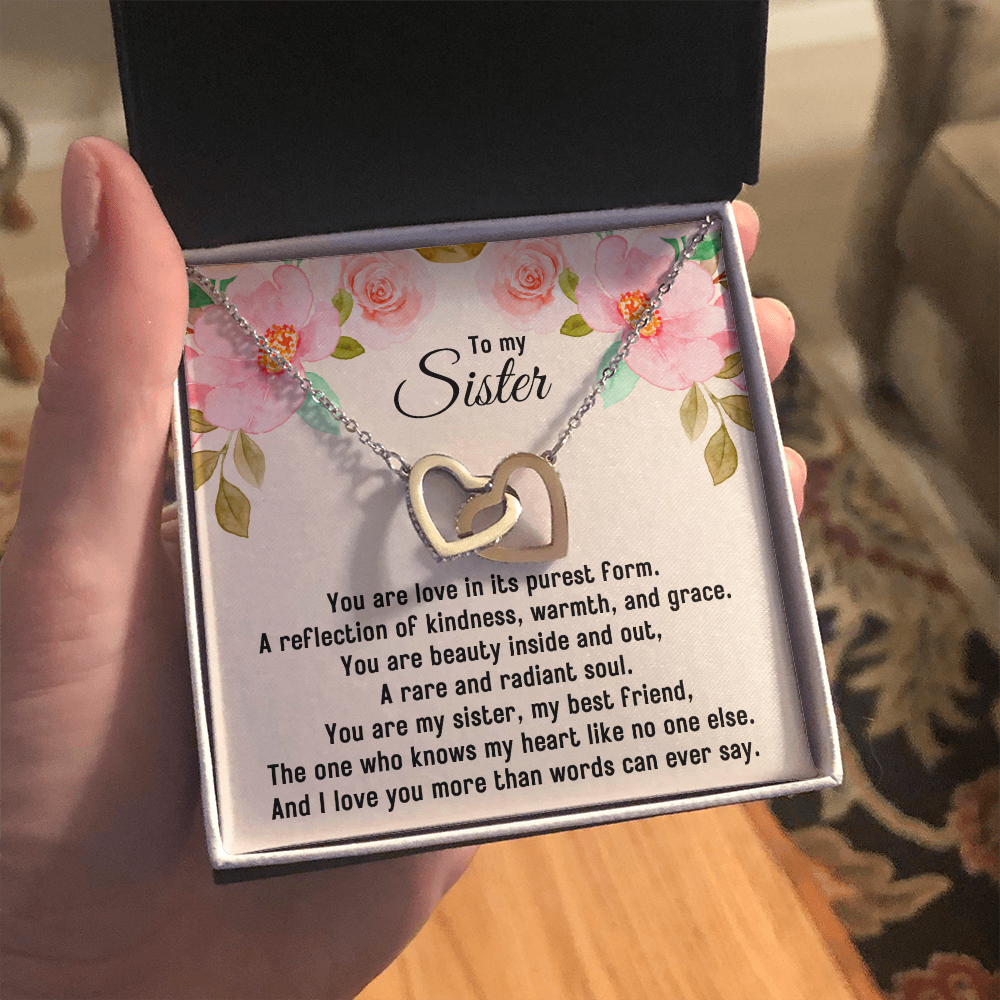 To my
Sister
You are love in its purest form.
A reflection of kindness, warmth, and grace.
You are beauty inside and out,
A rare and radiant soul.
You are my sister, my best friend,
The one who knows my heart like no one else.
And I love you more than words can ever say.